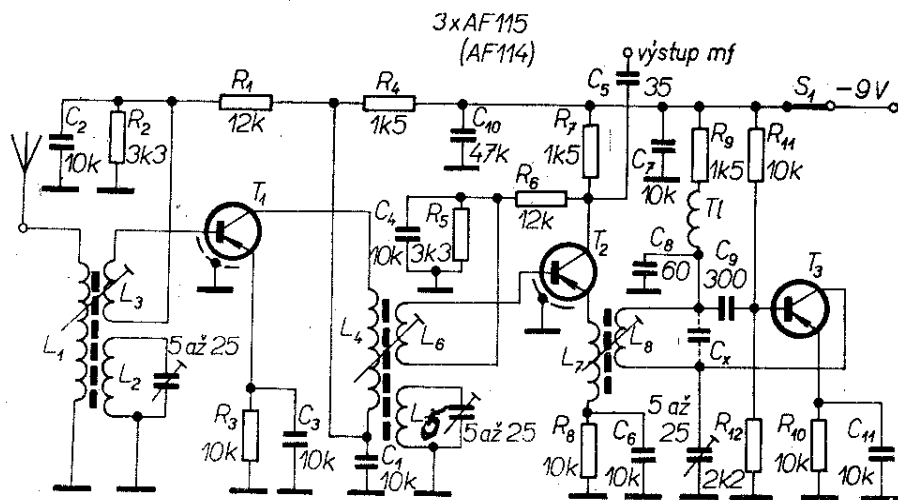 3xAF115
(AF114)
výstup mf
C5
35
S1
-9V
R1
12k
R4
1k5
C2
10k
R2
3k3
C10
47k
R7
1k5
C7
10k
R9
1k5
R11
10k
T1
C4
10k
R5
3k3
R6
12k
T2
Tl
C8
60
C9
300
T3
L3
L1
L2
5 až 25
L4
L6
L7
L8
Cx
5 až 25
R3
10k
C3
10k
C1
10k
R8
10k
C6
10k
5 až
25
R12
2k2
R10
10k
C11
10k